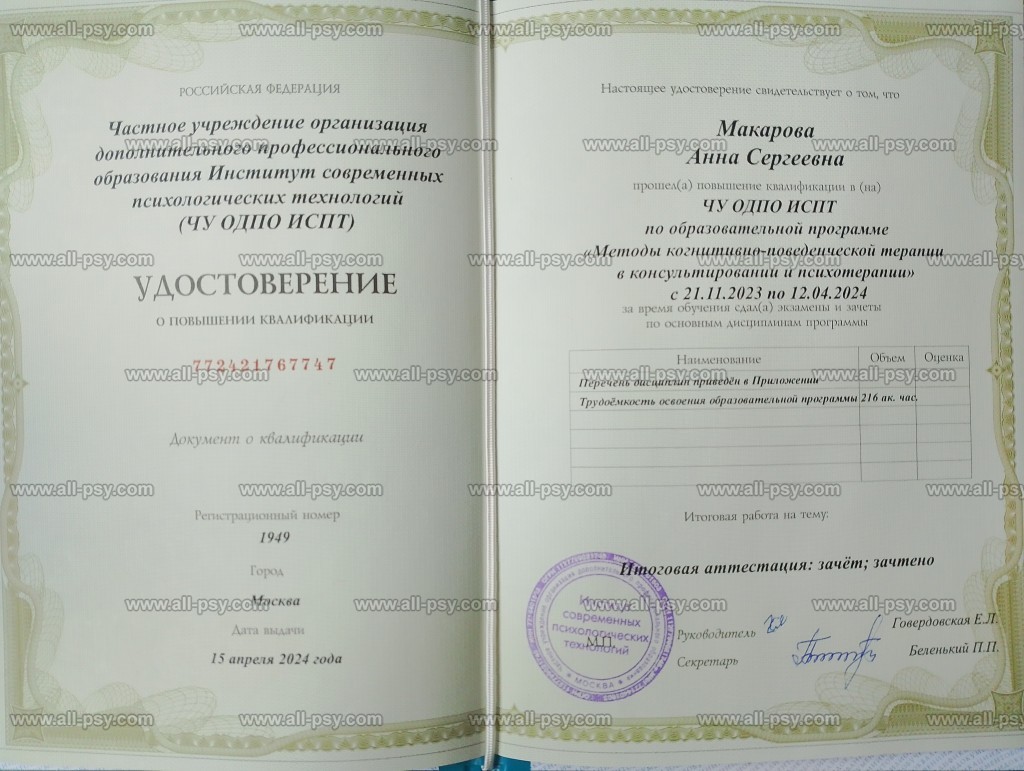 РОССИЙСКАЯ ФЕДЕРАЦИЯ
Частное учреждение организация
дополнительного профессионального
образования Институт современных
психологических технологий
(ЧУ ОДПО ИСПТ)
УДОСТОВЕРЕНИЕ
О ПОВЫШЕНИИ КВАЛИФИКАЦИИ
772421767747
Документ о квалификации
Регистрационный номер
1949
Город
Москва
Дата выдачи
15 апреля 2024 года
Настоящее удостоверение свидетельствует о том, что
Макарова
Анна Сергеевна
прошел(а) повышение квалификации в (на)
ЧУ ОДПО ИСПТ
по образовательной программе
«Методы когнитивно-поведенческой терапии
в консультировании и психотерапии»
с 21.11.2023 по 12.04.2024
за время обучения сдал(а) экзамены и зачеты
по основным дисциплинам программы
Наименование Объем Оценка
Перечень дисциплин приведён в Приложении
Трудоёмкость освоения образовательной программы 216 ак. час.
Итоговая работа на тему:
Итоговая аттестация: зачёт; зачтено
Институт
современных
психологических
технологий
М.П.
МОСКВА
Руководитель Говердовская Е.Л.
Секретарь Беленький П.П.
www.all-psy.com